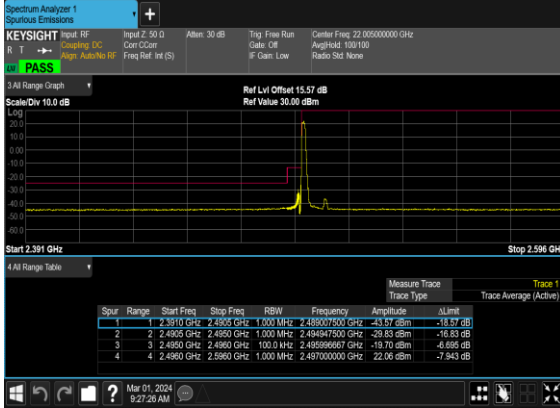 Spectrum Analyzer 1
Spurious Emissions
+
KEYSIGHT Input: RF Input Z: 50 Ω Atten: 30 dB Trig: Free Run Center Freq: 22.005000000 GHz
R T Coupling: DC Corr CCorr Gate: Off Avg|Hold: 100/100
Align: Auto/No RF Freq Ref: Int (S) IF Gain: Low Radio Std: None
LXI PASS
3 All Range Graph
Ref Lvl Offset 15.57 dB
Scale/Div 10.0 dB Ref Value 30.00 dBm
Log
20.0
10.0
0.00
-10.0
-20.0
-30.0
-40.0
-50.0
-60.0
Start 2.391 GHz Stop 2.596 GH
4 All Range Table
Measure Trace Trace 1
Trace Type Trace Average (Active)
Spur Range Start Freq Stop Freq RBW Frequency Amplitude ΔLimit
1 1 2.3910 GHz 2.4905 GHz 1.000 MHz 2.489007500 GHz -43.57 dBm -18.57 dB
2 2 2.4905 GHz 2.4950 GHz 1.000 MHz 2.494947500 GHz -29.83 dBm -16.83 dB
3 3 2.4950 GHz 2.4960 GHz 100.0 kHz 2.495996667 GHz -19.70 dBm -6.695 dB
4 4 2.4960 GHz 2.5960 GHz 1.000 MHz 2.497000000 GHz 22.06 dBm -7.943 dB
? Mar 01, 2024
9:27:26 AM